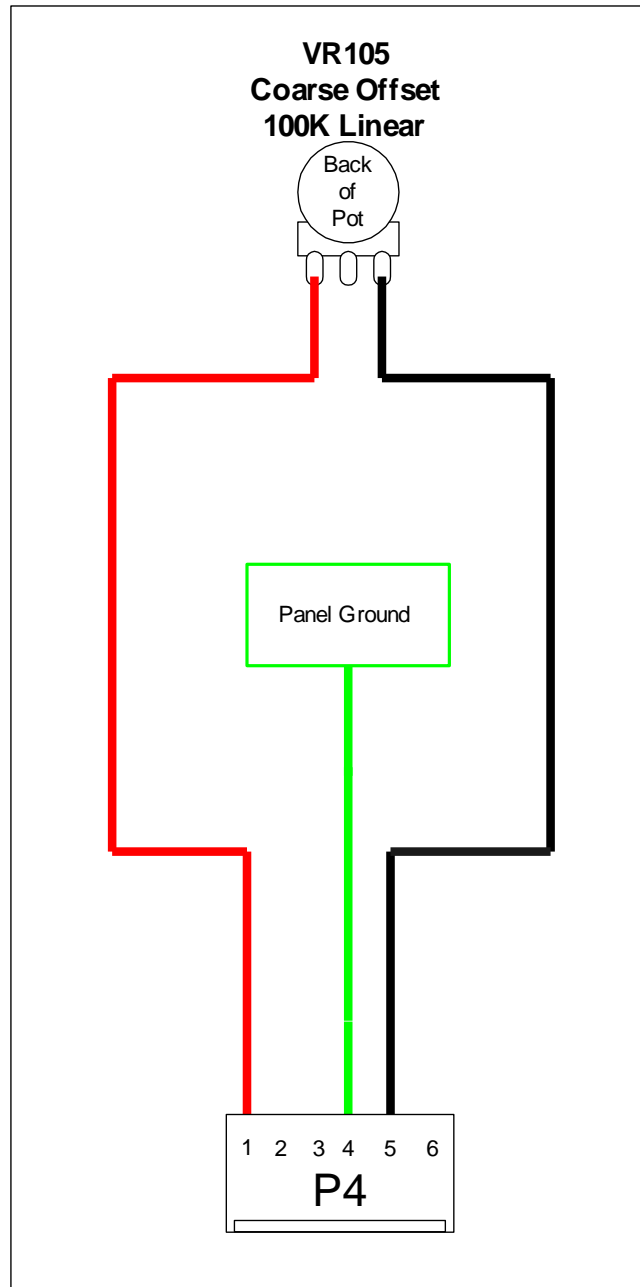 VR105
Coarse Offset
100K Linear
Back
of
Pot
Panel Ground
1 2 3 4 5 6
P4